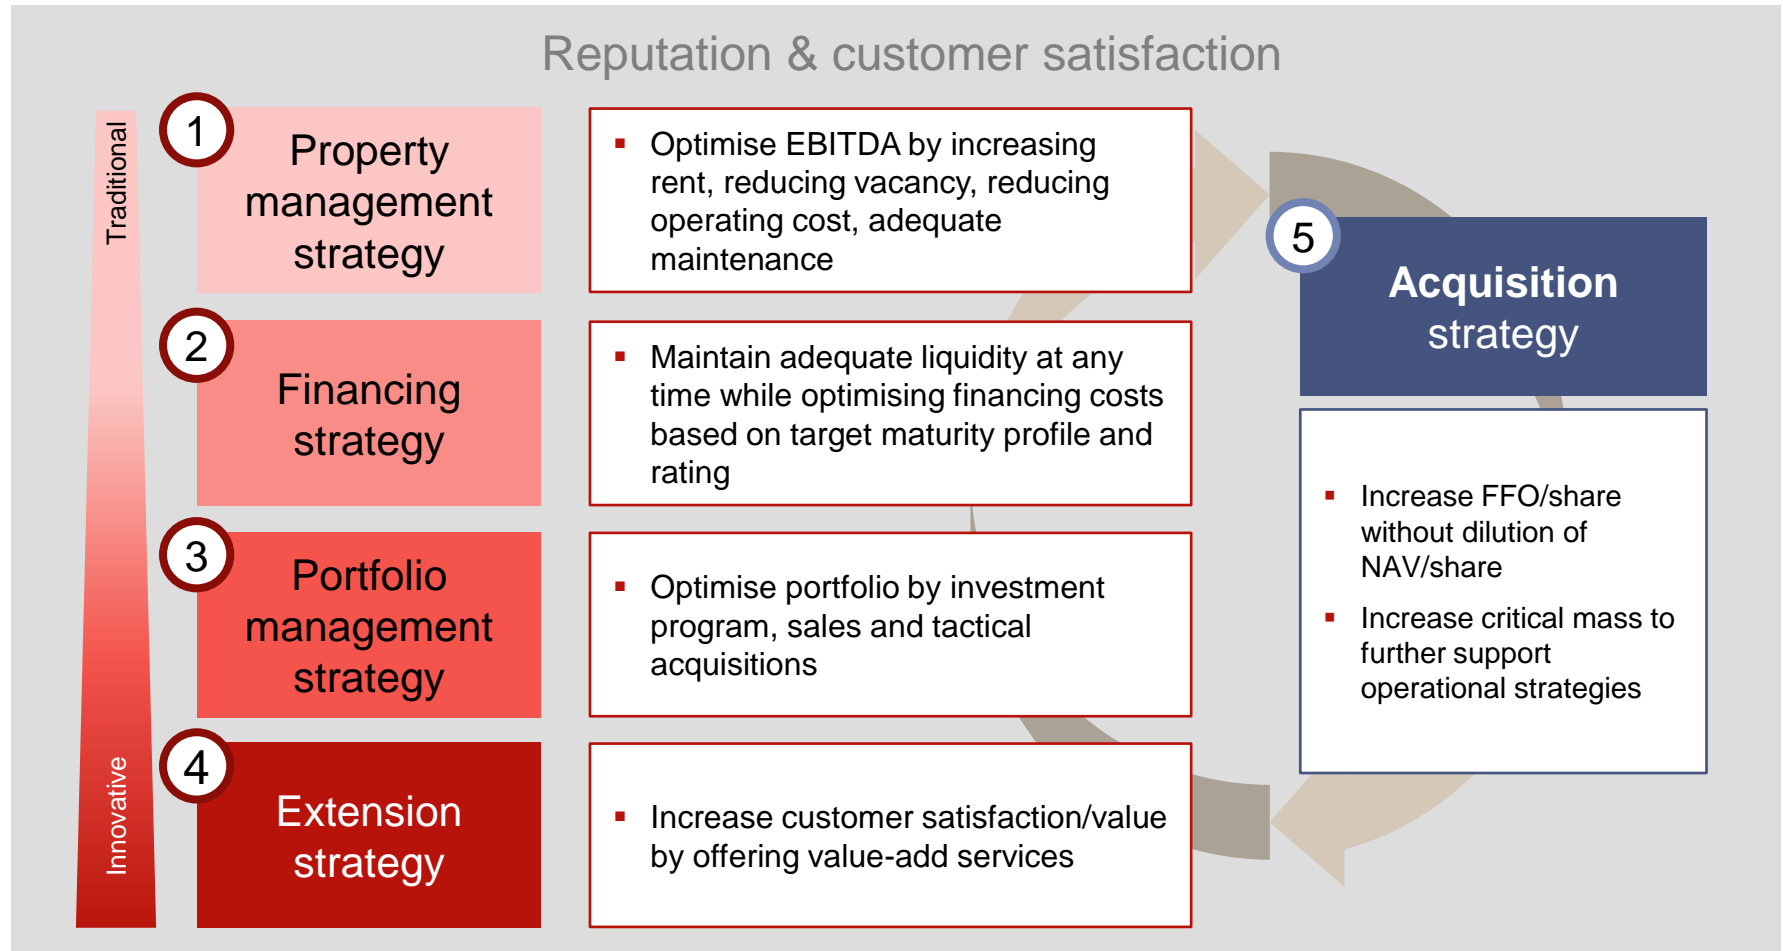 Reputation & customer satisfaction
Traditional
1
Property
management
strategy
▪ Optimise EBITDA by increasing
rent, reducing vacancy, reducing
operating cost, adequate
maintenance
2
Financing
strategy
▪ Maintain adequate liquidity at any
time while optimising financing costs
based on target maturity profile and
rating
3
Portfolio
management
strategy
▪ Optimise portfolio by investment
program, sales and tactical
acquisitions
Innovative
4
Extension
strategy
▪ Increase customer satisfaction/value
by offering value-add services
5
Acquisition
strategy
▪ Increase FFO/share
without dilution of
NAV/share
▪ Increase critical mass to
further support
operational strategies